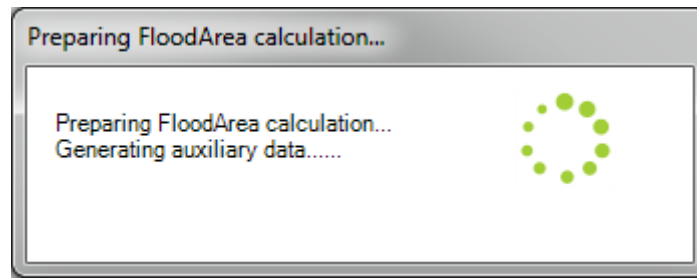 Preparing FloodArea calculation...
Preparing FloodArea calculation...
Generating auxiliary data......